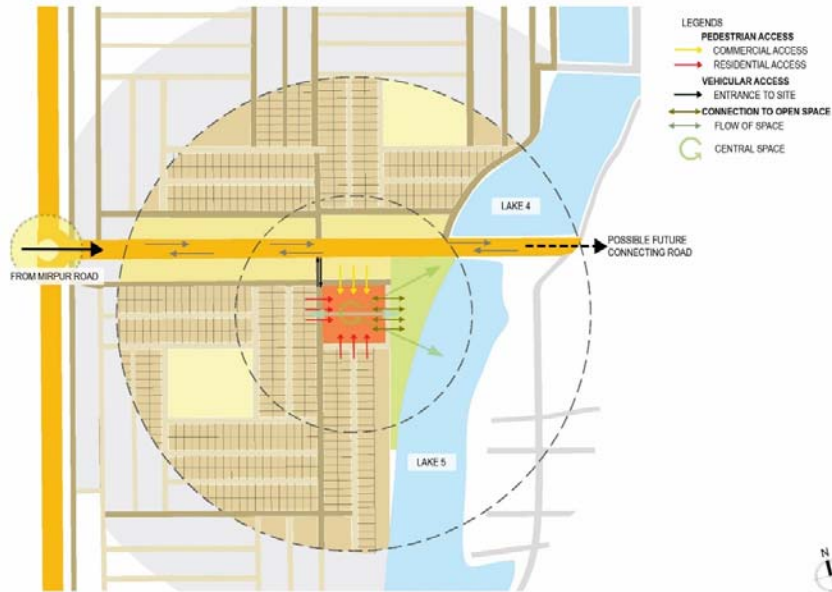 LEGENDS
PEDESTRIAN ACCESS
COMMERCIAL ACCESS
RESIDENTIAL ACCESS
VEHICULAR ACCESS
ENTRANCE TO SITE
CONNECTION TO OPEN SPACE
FLOW OF SPACE
CENTRAL SPACE
LAKE 4
POSSIBLE FUTURE
CONNECTING ROAD
FROM MIRPUR ROAD
LAKE 5
N